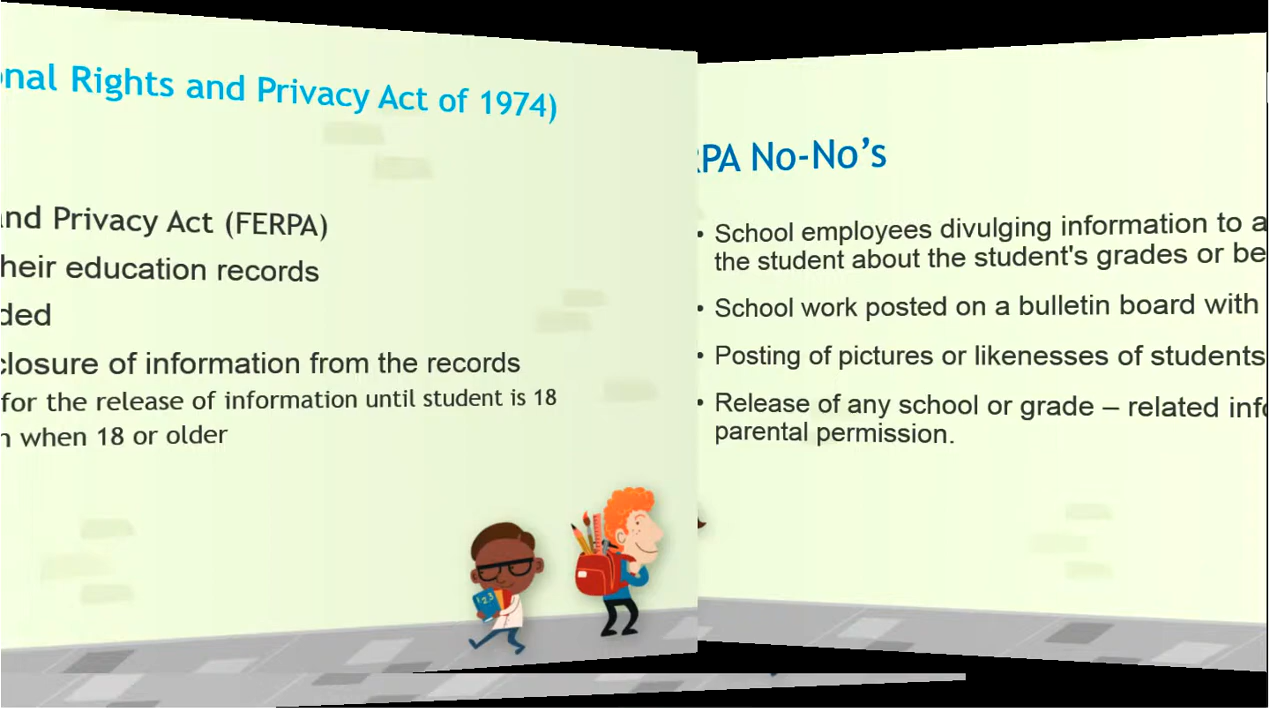 onal Rights and Privacy Act of 1974)
and Privacy Act (FERPA)
heir education records
ded
closure of information from the records
for the release of information until student is 18
n when 18 or older
RPA No-No's
• School employees divulging information to a
the student about the student's grades or be
• School work posted on a bulletin board with
• Posting of pictures or likenesses of students
• Release of any school or grade – related info
parental permission.
123